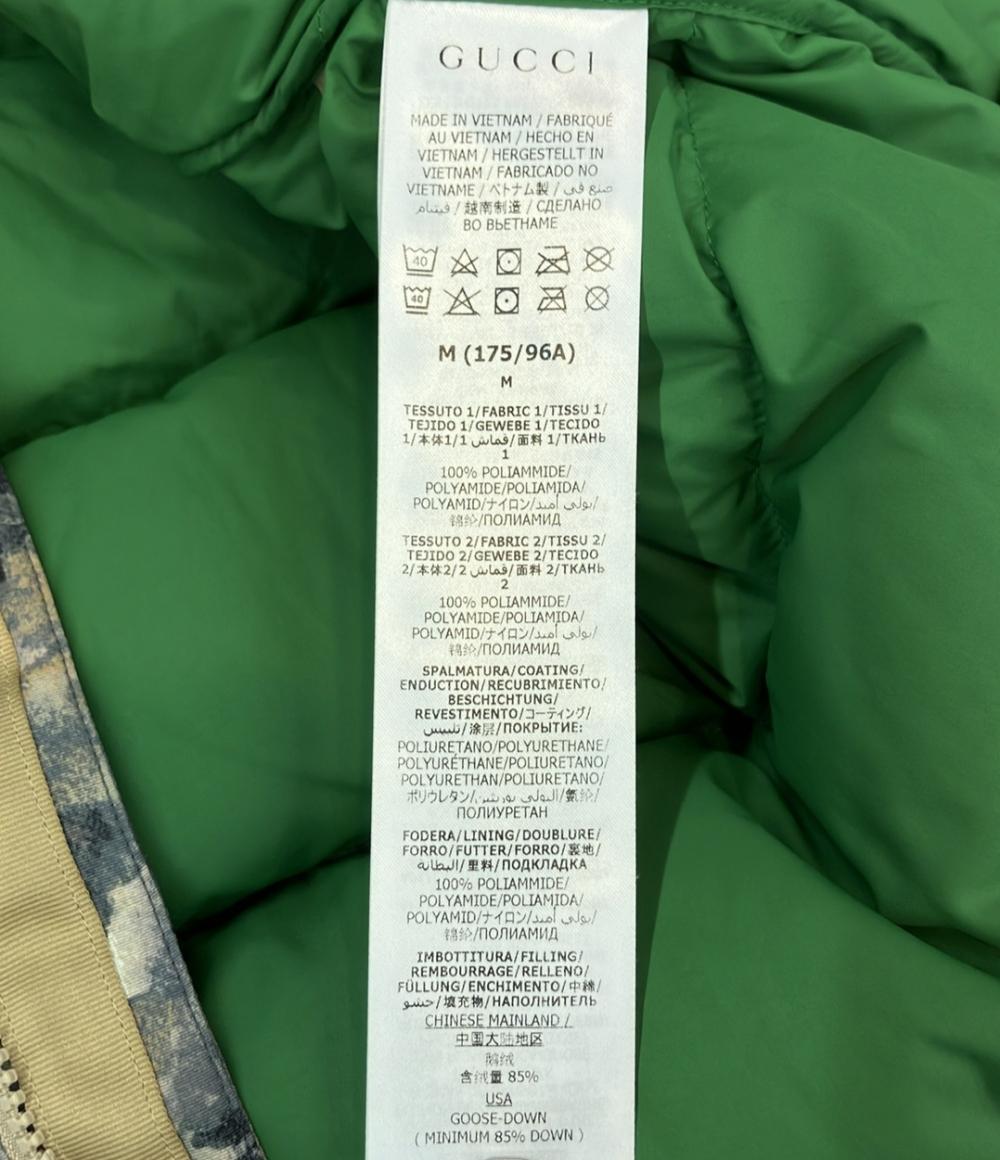 GUCCI
MADE IN VIETNAM / FABRIQUÉ
AU VIETNAM / HECHO EN
VIETNAM / HERGESTELLT IN
VIETNAM / FABRICADO NO
VIETNAME / ベトナム製 / صنع في
فيتنام / 越南制造 / СДЕЛАНО
ВО ВЬЕТНАМЕ
40
40
M (175/96A)
M
TESSUTO 1/FABRIC 1/TISSU 1/
TEJIDO 1/GEWEBE 1/TECIDO
1/本体1/1 قماش/面料 1/ТКАНЬ
1
100% POLIAMMIDE/
POLYAMIDE/POLIAMIDA/
POLYAMID/ナイロン/بولي أميد/
锦纶/ПОЛИАМИД
TESSUTO 2/FABRIC 2/TISSU 2/
TEJIDO 2/GEWEBE 2/TECIDO
2/本体2/2 قماش/面料 2/ТКАНЬ
2
100% POLIAMMIDE/
POLYAMIDE/POLIAMIDA/
POLYAMID/ナイロン/بولي أميد/
锦纶/ПОЛИАМИД
SPALMATURA/COATING/
ENDUCTION/RECUBRIMIENTO/
BESCHICHTUNG/
REVESTIMENTO/コーティング/
تلبيس/涂层/ПОКРЫТИЕ:
POLIURETANO/POLYURETHANE/
POLYURÉTHANE/POLIURETANO/
POLYURETHAN/POLIURETANO/
ポリウレタン/البولي يوريثين/氨纶/
ПОЛИУРЕТАН
FODERA/LINING/DOUBLURE/
FORRO/FUTTER/FORRO/裏地/
البطانة/里料/ПОДКЛАДКА
100% POLIAMMIDE/
POLYAMIDE/POLIAMIDA/
POLYAMID/ナイロン/بولي أميد/
锦纶/ПОЛИАМИД
IMBOTTITURA/FILLING/
REMBOURRAGE/RELLENO/
FÜLLUNG/ENCHIMENTO/中綿/
حشو/填充物/НАПОЛНИТЕЛЬ
CHINESE MAINLAND /
中国大陆地区
鹅绒
含绒量 85%
USA
GOOSE-DOWN
( MINIMUM 85% DOWN )